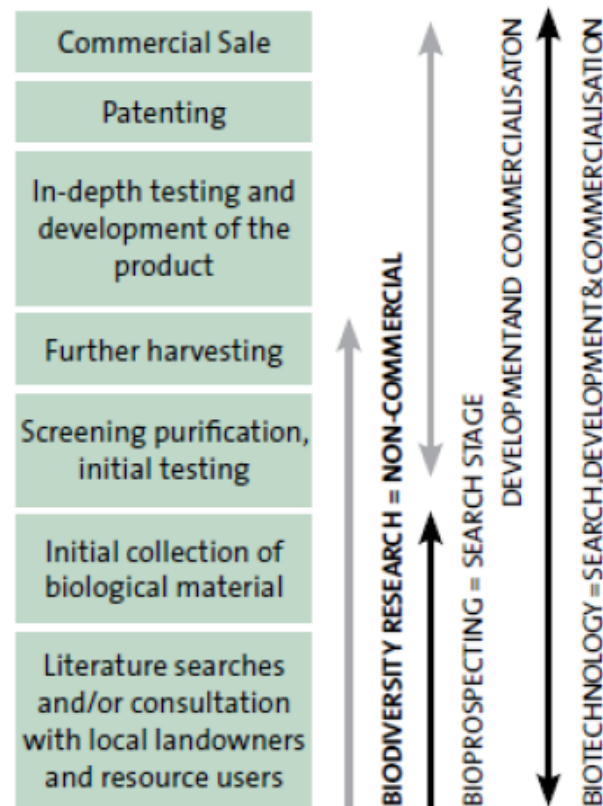 Commercial Sale
Patenting
In-depth testing and
development of the
product
Further harvesting
Screening purification,
initial testing
Initial collection of
biological material
Literature searches
and/or consultation
with local landowners
and resource users
BIODIVERSITY RESEARCH = NON-COMMERCIAL
BIOPROSPECTING = SEARCH STAGE
DEVELOPMENTAND COMMERCIALISATON
BIOTECHNOLOGY = SEARCH,DEVELOPMENT & COMMERCIALISATION